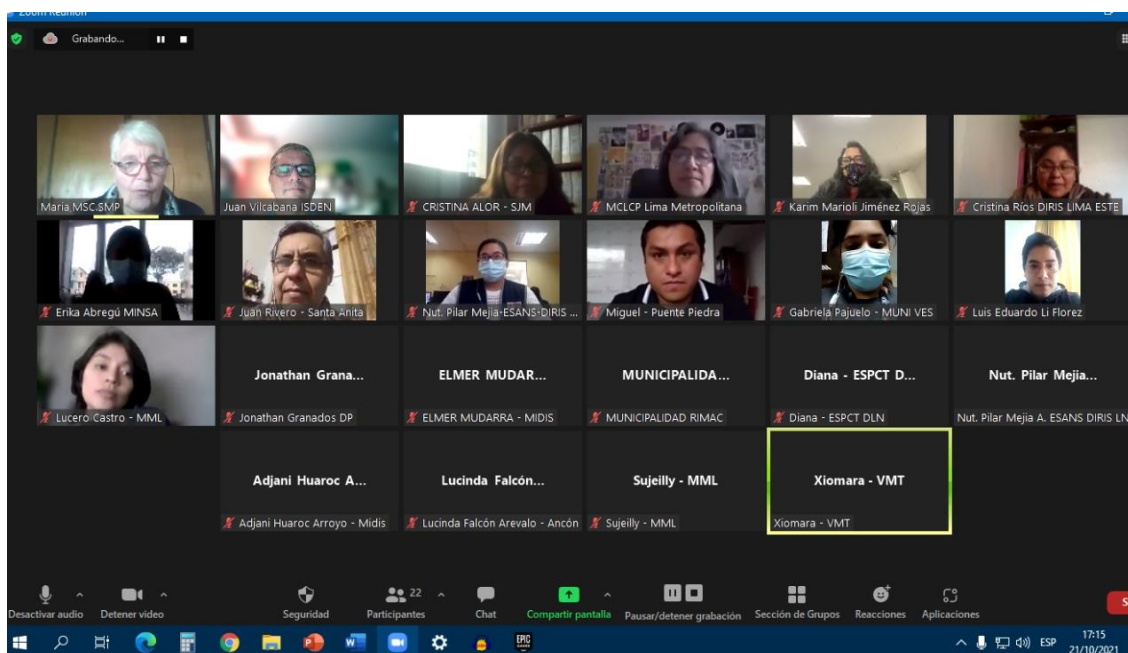 Zoom Reunión
Grabando...
Maria MSC.SMP
Juan Vilcabana ISDEN
CRISTINA ALOR - SJM
MCLCP Lima Metropolitana
Karim Marioli Jiménez Rojas
Cristina Ríos DIRIS LIMA ESTE
Erika Abregú MINSA
Juan Rivero - Santa Anita
Nut. Pilar Mejia-ESANS-DIRIS ...
Miguel - Puente Piedra
Gabriela Pajuelo - MUNI VES
Luis Eduardo Li Florez
Lucero Castro - MML
Jonathan Grana...
Jonathan Granados DP
ELMER MUDAR...
ELMER MUDARRA - MIDIS
MUNICIPALIDA...
MUNICIPALIDAD RIMAC
Diana - ESPCT D...
Diana - ESPCT DLN
Nut. Pilar Mejia...
Nut. Pilar Mejia A. ESANS DIRIS LN
Adjani Huaroc A...
Adjani Huaroc Arroyo - Midis
Lucinda Falcón...
Lucinda Falcón Arevalo - Ancón
Sujeilly - MML
Sujeilly - MML
Xiomara - VMT
Xiomara - VMT
Desactivar audio
Detener video
Seguridad
22
Participantes
Chat
Compartir pantalla
Pausar/detener grabación
Sección de Grupos
Reacciones
Aplicaciones
S
EPIC
ESP
17:15
21/10/2021